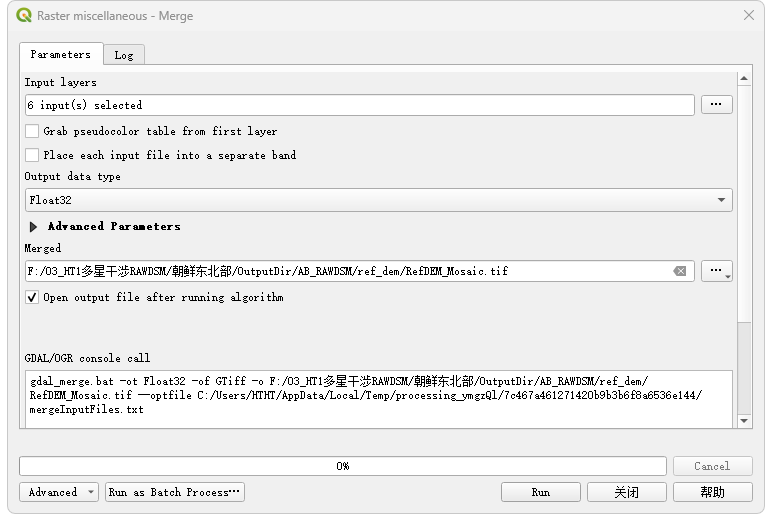 Raster miscellaneous - Merge
Parameters
Log
Input layers
6 input(s) selected
...
Grab pseudocolor table from first layer
Place each input file into a separate band
Output data type
Float32
Advanced Parameters
Merged
F:/03_HT1多星干涉RAWDSM/朝鲜东北部/OutputDir/AB_RAWDSM/ref_dem/RefDEM_Mosaic.tif
...
Open output file after running algorithm
GDAL/OGR console call
gdal_merge.bat -ot Float32 -of GTiff -o F:/03_HT1多星干涉RAWDSM/朝鲜东北部/OutputDir/AB_RAWDSM/ref_dem/
RefDEM_Mosaic.tif --optfile C:/Users/HTHT/AppData/Local/Temp/processing_ymgzQl/7c467a461271420b9b3b6f8a6536e144/
mergeInputFiles.txt
0%
Cancel
Advanced
Run as Batch Process…
Run
关闭
帮助